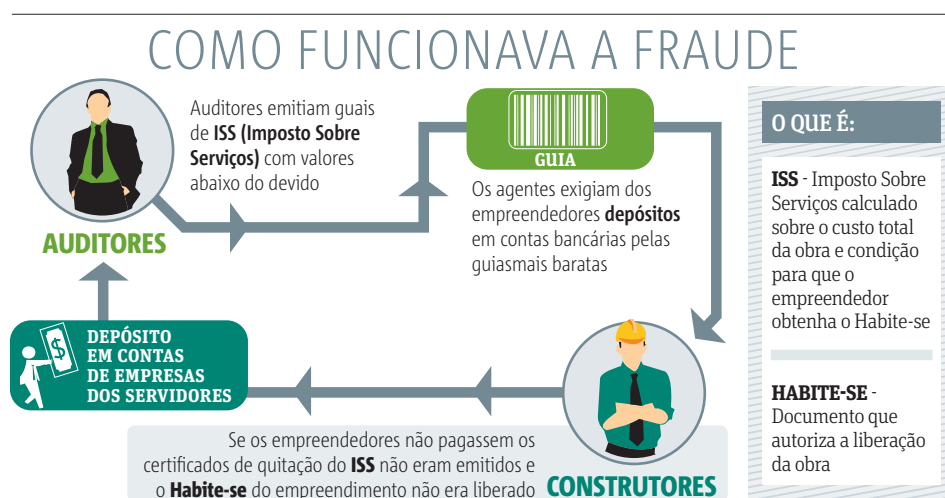 COMO FUNCIONAVA A FRAUDE
Auditores emitiam guais
de ISS (Imposto Sobre
Serviços) com valores
abaixo do devido
AUDITORES
GUIA
Os agentes exigiam dos
empreendedores depósitos
em contas bancárias pelas
guiasmais baratas
DEPÓSITO
EM CONTAS
DE EMPRESAS
DOS SERVIDORES
$
Se os empreendedores não pagassem os
certificados de quitação do ISS não eram emitidos e
o Habite-se do empreendimento não era liberado
CONSTRUTORES
O QUE É:
ISS - Imposto Sobre
Serviços calculado
sobre o custo total
da obra e condição
para que o
empreendedor
obtenha o Habite-se
HABITE-SE -
Documento que
autoriza a liberação
da obra